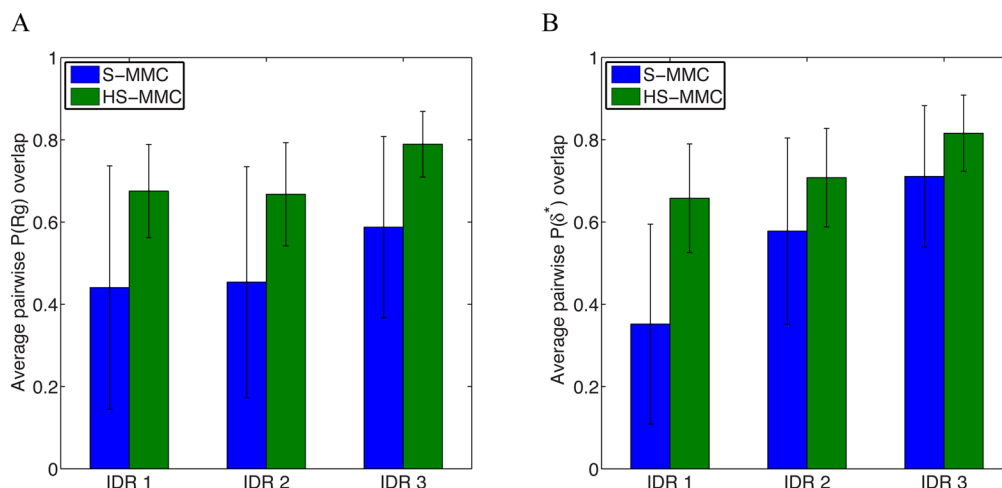 A
Average pairwise P(Rg) overlap
1
0.8
0.6
0.4
0.2
0
S-MMC
HS-MMC
IDR 1 IDR 2 IDR 3
B
Average pairwise P(δ*) overlap
1
0.8
0.6
0.4
0.2
0
S-MMC
HS-MMC
IDR 1 IDR 2 IDR 3